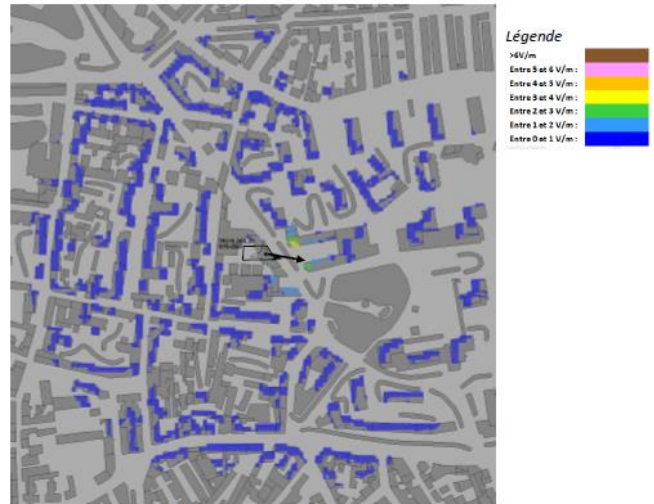 Légende
>6V/m
Entre 5 et 6 V/m :
Entre 4 et 5 V/m :
Entre 3 et 4 V/m :
Entre 2 et 3 V/m :
Entre 1 et 2 V/m :
Entre 0 et 1 V/m :